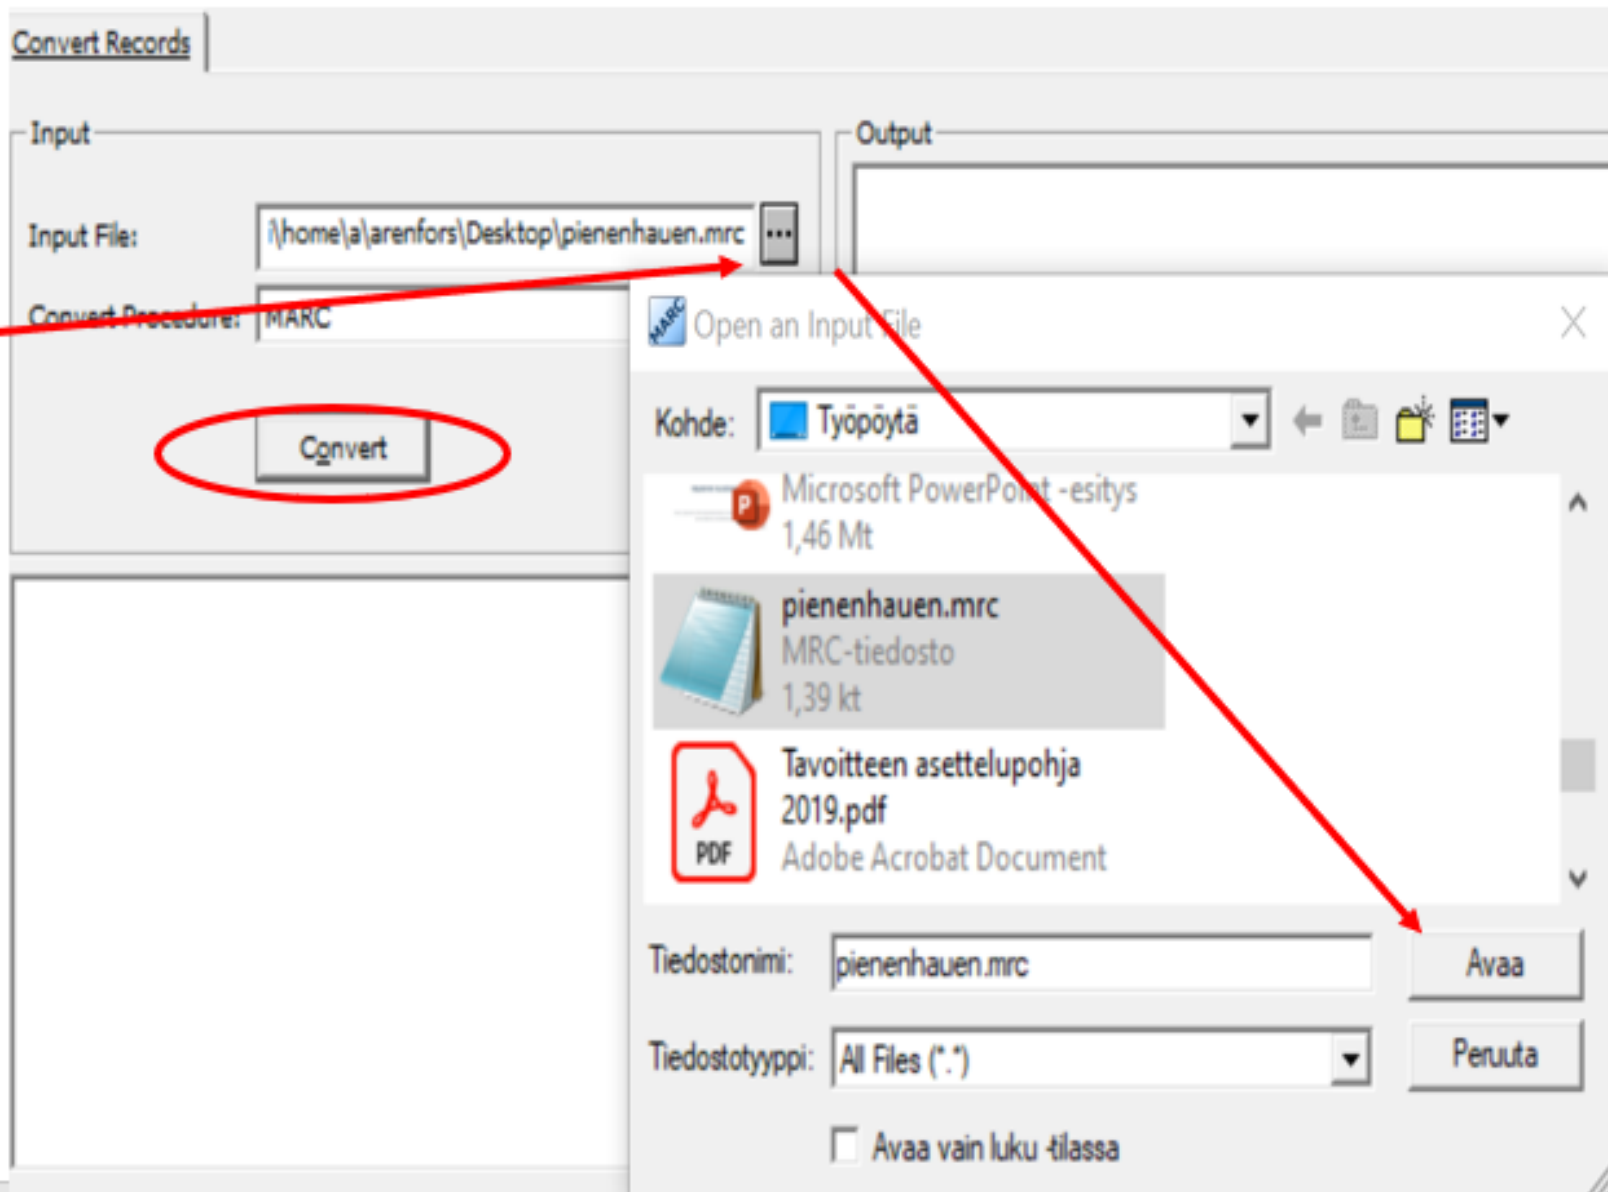 Convert Records
Input
Output
Input File:
i\home\a\arenfors\Desktop\pienenhauen.mrc
...
Convert Procedure:
MARC
Convert
MARC
Open an Input File
Kohde:
Työpöytä
Microsoft PowerPoint -esitys
1,46 Mt
P
pienenhauen.mrc
MRC-tiedosto
1,39 kt
Tavoitteen asettelupohja
2019.pdf
Adobe Acrobat Document
PDF
Tiedostonimi:
pienenhauen.mrc
Avaa
Tiedostotyyppi:
All Files (*.*)
Peruuta
Avaa vain luku -tilassa